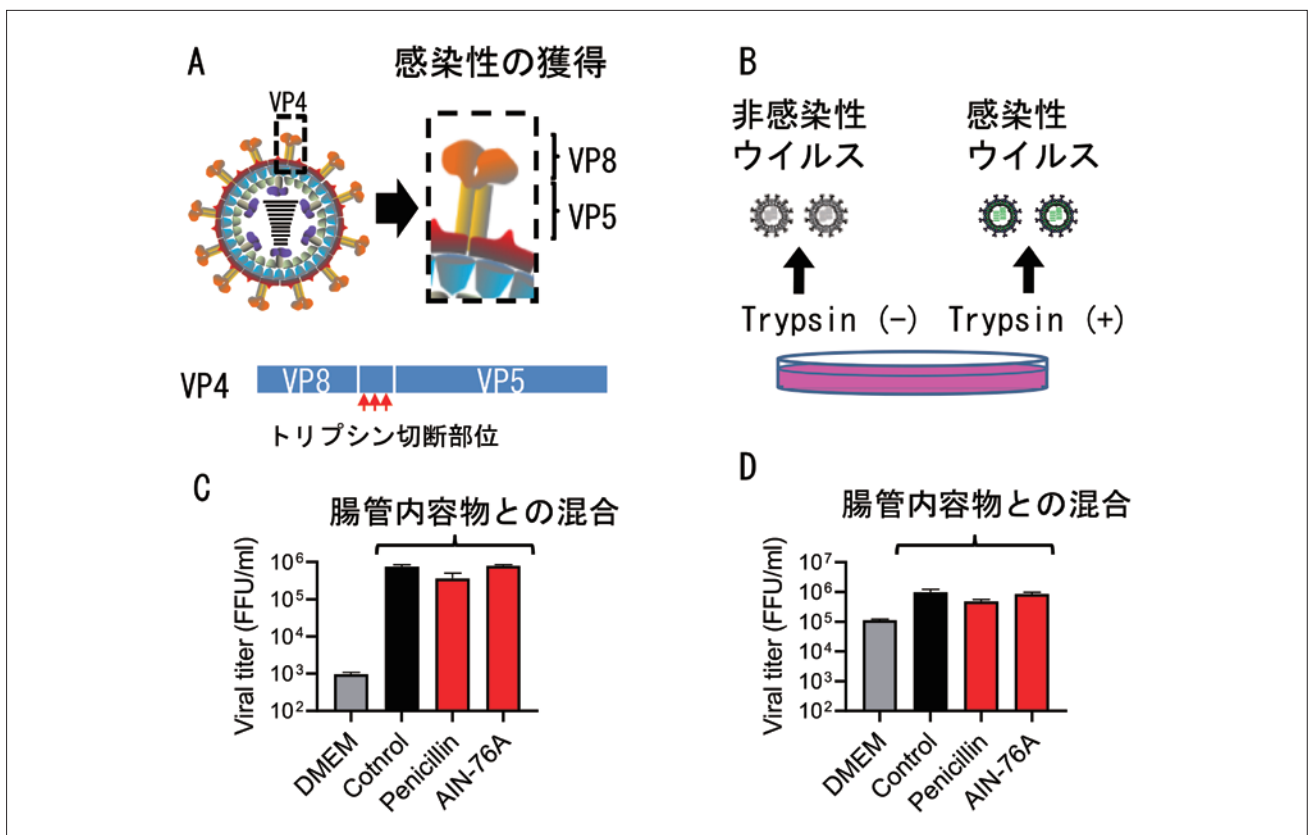 A
感染性の獲得
VP4
VP8
VP5
VP4
VP8
VP5
トリプシン切断部位
B
非感染性
ウイルス
感染性
ウイルス
Trypsin (-)
Trypsin (+)
C
腸管内容物との混合
Viral titer (FFU/ml)
10⁶
10⁵
10⁴
10³
10²
DMEM
Cotnrol
Penicillin
AIN-76A
D
腸管内容物との混合
Viral titer (FFU/ml)
10⁷
10⁶
10⁵
10⁴
10³
10²
DMEM
Control
Penicillin
AIN-76A